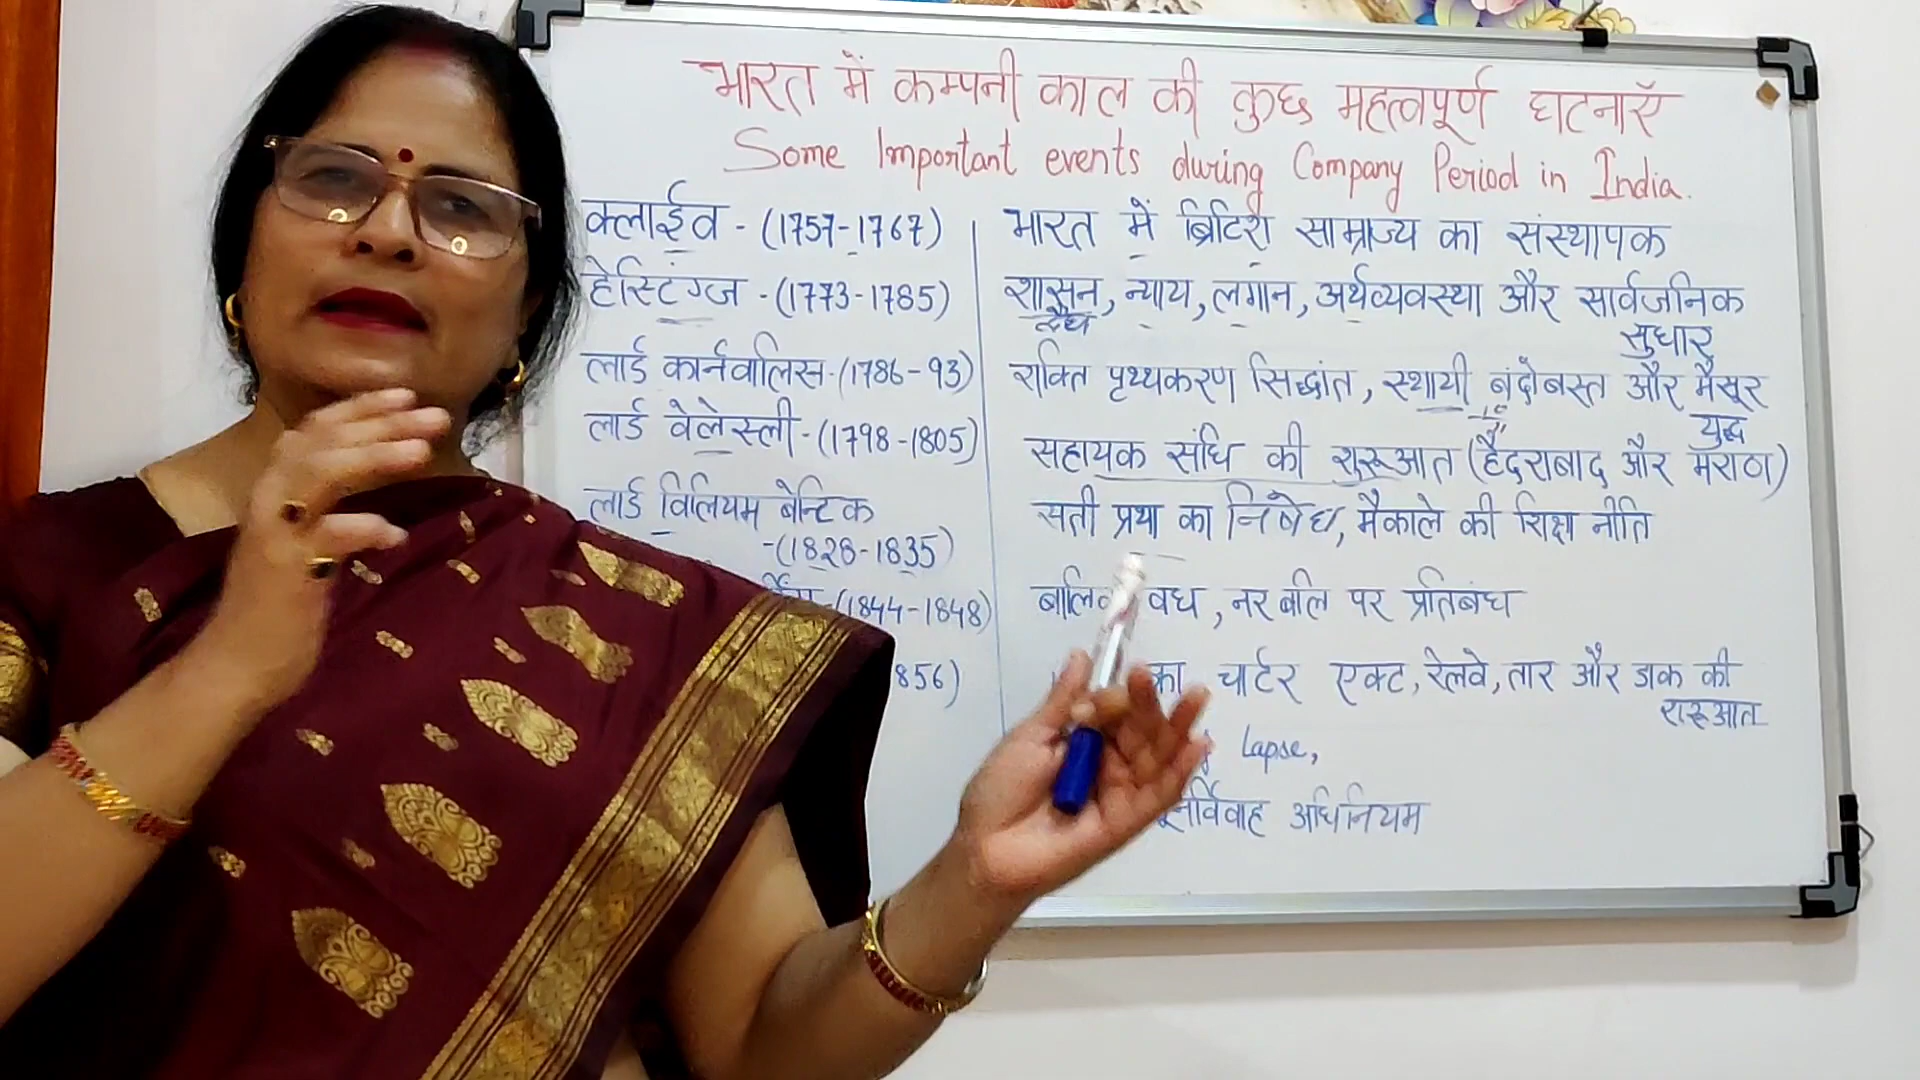 भारत में कम्पनी काल की कुछ महत्वपूर्ण घटनाएँ
Some Important events during Company Period in India.
क्लाईव - (1757-1767) भारत में ब्रिटिश साम्राज्य का संस्थापक
हेस्टिंग्ज - (1773-1785) शासन, न्याय, लगान, अर्थव्यवस्था और सार्वजनिक
द्वैध सुधार
लार्ड कार्नवालिस - (1786-93) शक्ति पृथ्थकरण सिद्धांत, स्थायी बंदोबस्त और मैसूर
युद्ध
लार्ड वेलेस्ली - (1798-1805) सहायक संधि की शुरूआत (हैदराबाद और मराठा)
लार्ड विलियम बेन्टिक सती प्रथा का निषेध, मैकाले की शिक्षा नीति
- (1828-1835)
(1844-1848) वध, नर बलि पर प्रतिबंध
856) का चार्टर एक्ट, रेलवे, तार और डाक की
शुरूआत
Lapse,
अधिनियम